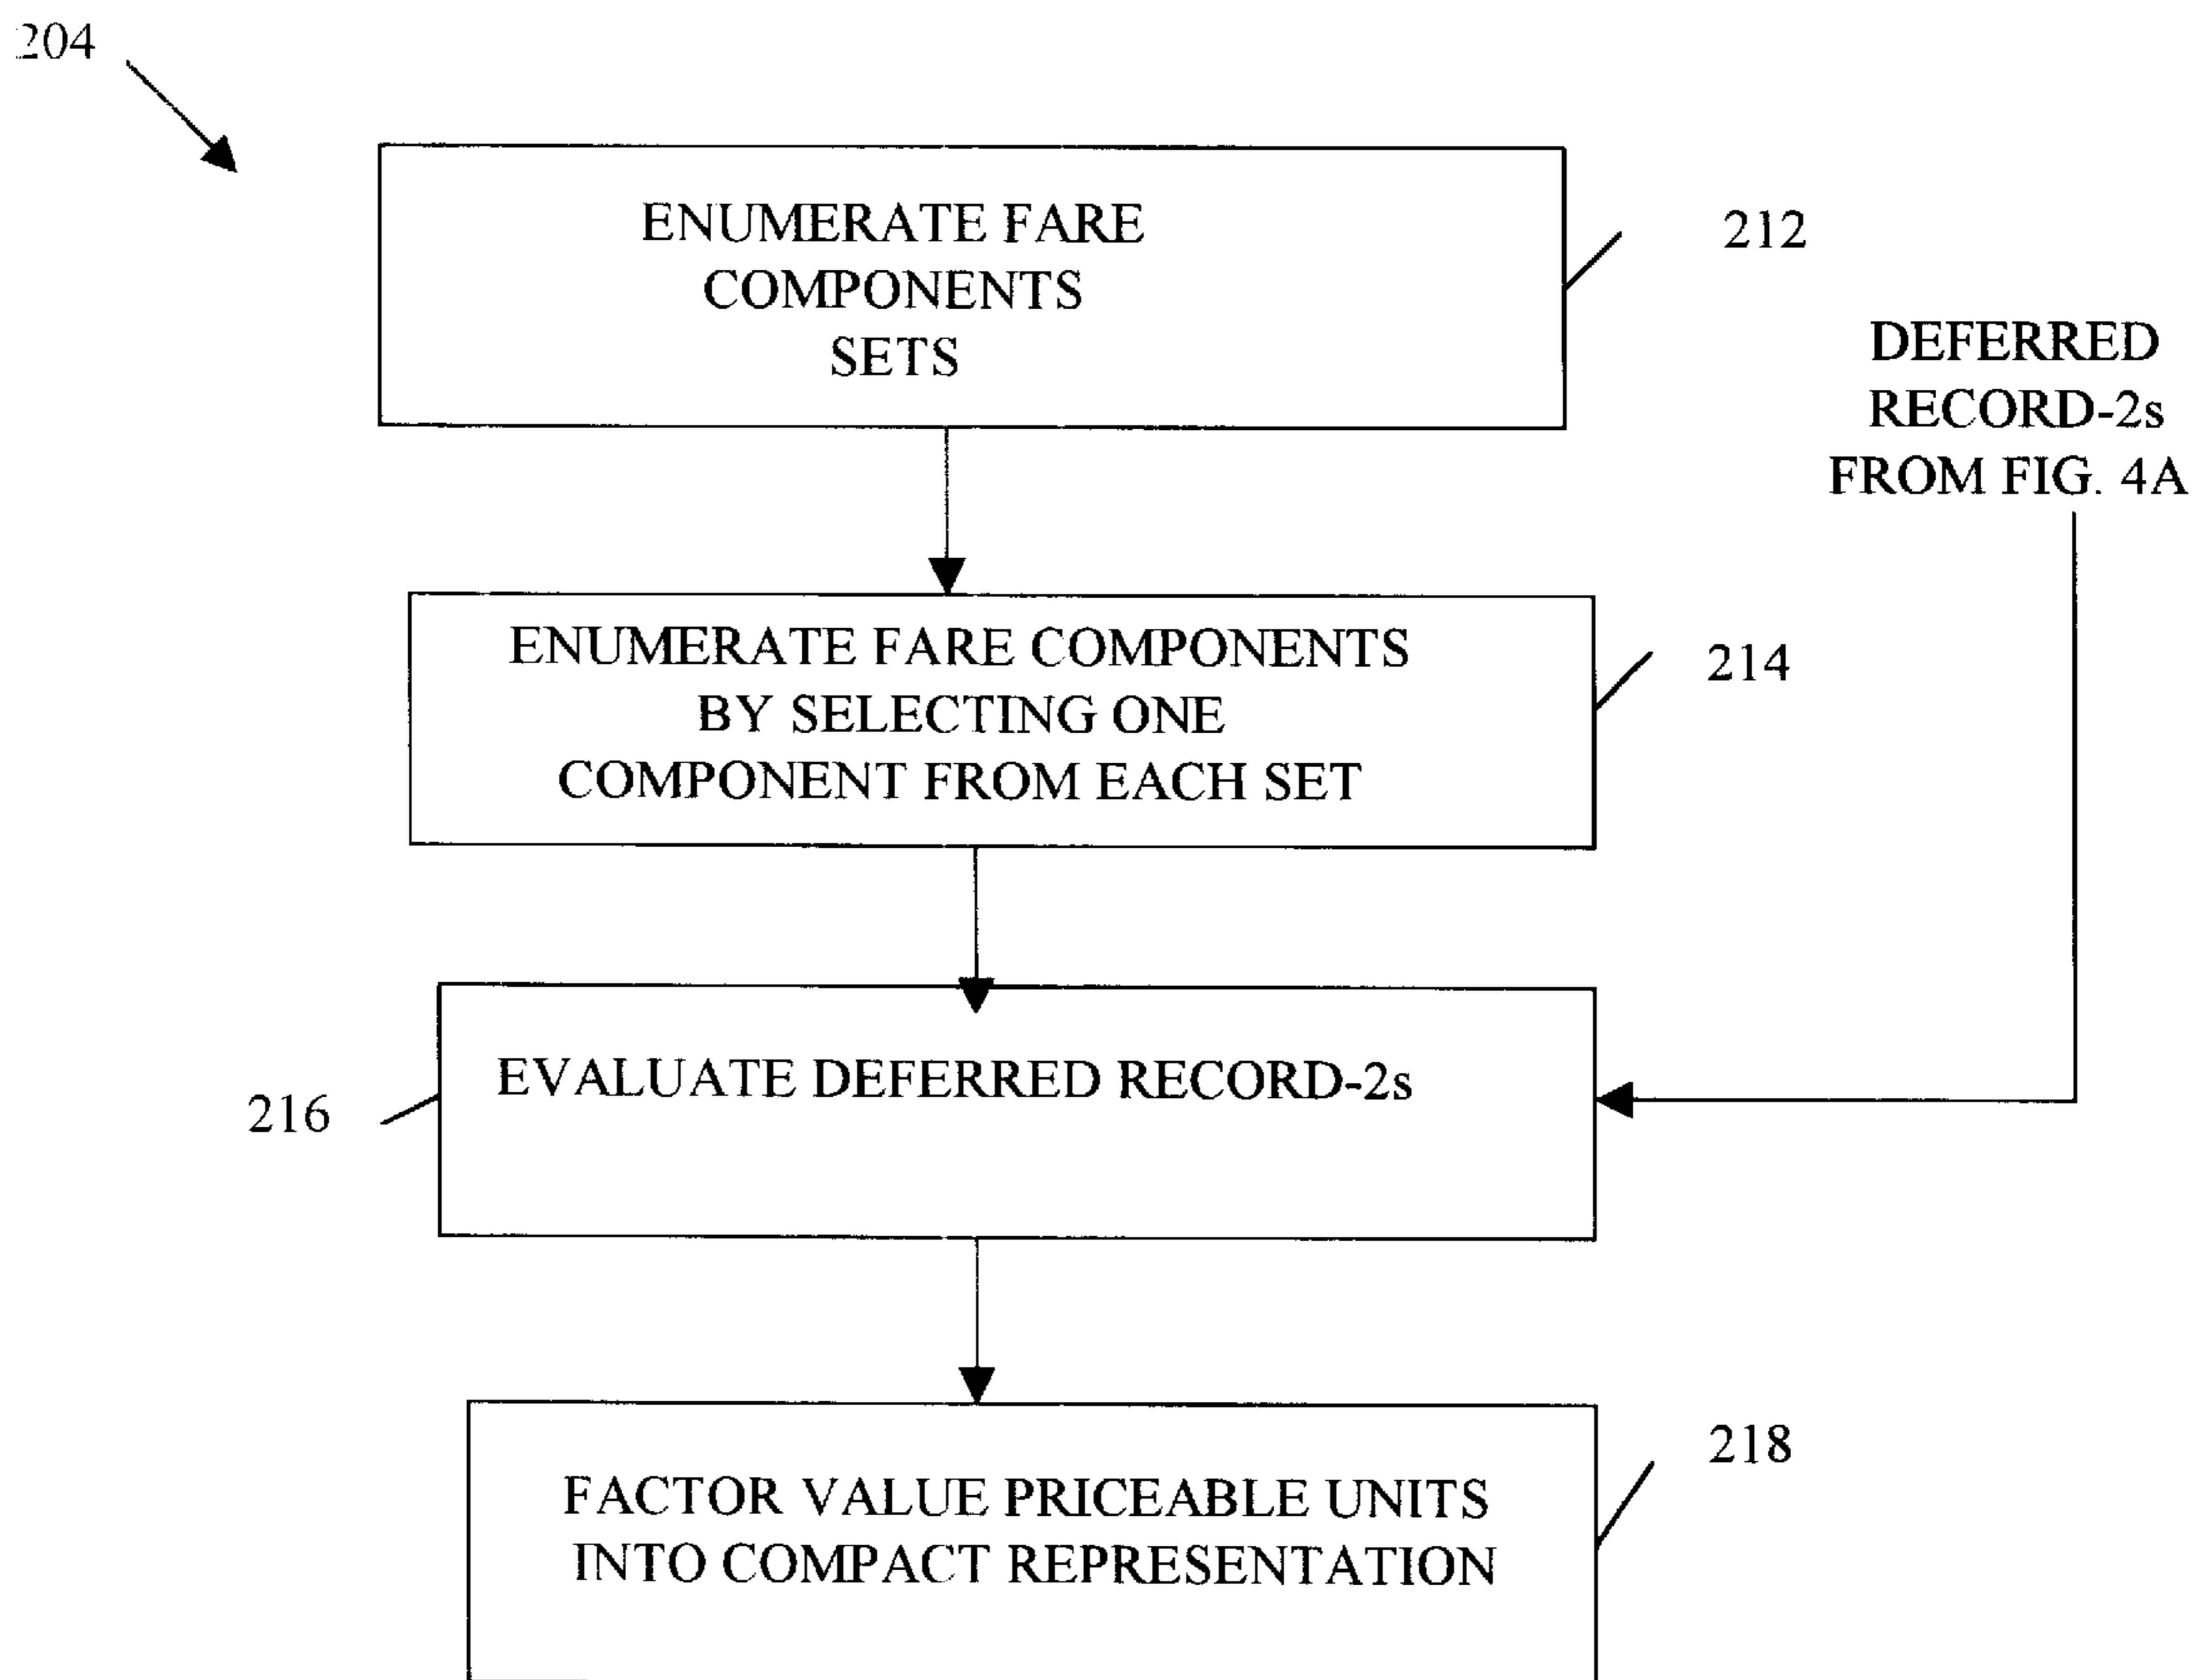 204
ENUMERATE FARE
COMPONENTS
SETS
212
DEFERRED
RECORD-2s
FROM FIG. 4A
ENUMERATE FARE COMPONENTS
BY SELECTING ONE
COMPONENT FROM EACH SET
214
EVALUATE DEFERRED RECORD-2s
216
FACTOR VALUE PRICEABLE UNITS
INTO COMPACT REPRESENTATION
218